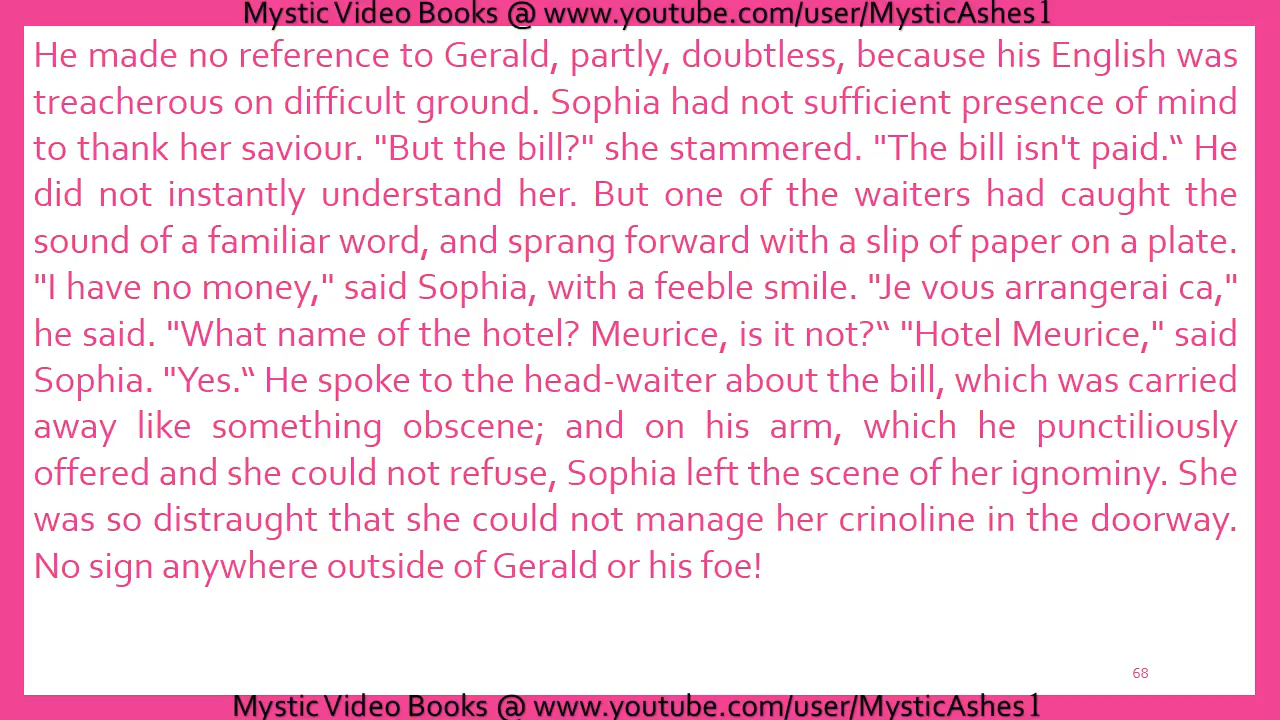 Mystic Video Books @ www.youtube.com/user/MysticAshes1
He made no reference to Gerald, partly, doubtless, because his English was
treacherous on difficult ground. Sophia had not sufficient presence of mind
to thank her saviour. "But the bill?" she stammered. "The bill isn't paid.“ He
did not instantly understand her. But one of the waiters had caught the
sound of a familiar word, and sprang forward with a slip of paper on a plate.
"I have no money," said Sophia, with a feeble smile. "Je vous arrangerai ca,"
he said. "What name of the hotel? Meurice, is it not?“ "Hotel Meurice," said
Sophia. "Yes.“ He spoke to the head-waiter about the bill, which was carried
away like something obscene; and on his arm, which he punctiliously
offered and she could not refuse, Sophia left the scene of her ignominy. She
was so distraught that she could not manage her crinoline in the doorway.
No sign anywhere outside of Gerald or his foe!
68
Mystic Video Books @ www.youtube.com/user/MysticAshes1